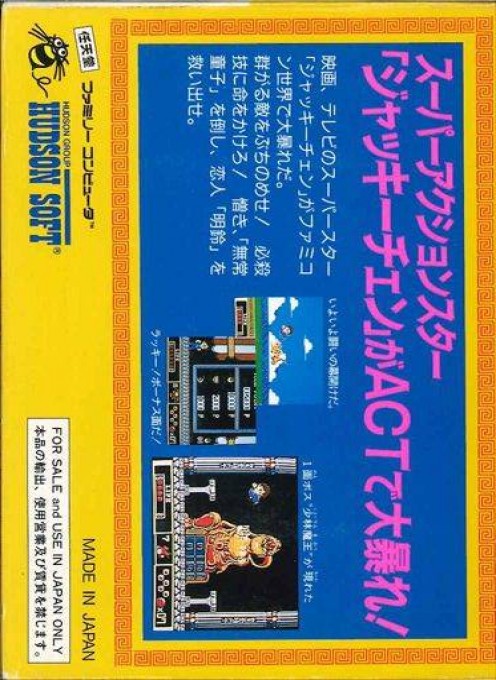 スーパーアクションスター
「ジャッキーチェン」がACTで大暴れ!
映画、テレビのスーパースター
「ジャッキーチェン」がファミコ
ン世界で大暴れだ。
群がる敵をぶちのめせ! 必殺
技に命をかけろ! 憎き、「無常
童子」を倒し、恋人「明鈴」を
救い出せ。
いよいよ闘いの幕開けだ。
ラッキー!ボーナス面だ!
1面ボス“少林魔王”が現れた
任天堂
ファミリーコンピュータ™
HUDSON GROUP
HUDSON SOFT®
MADE IN JAPAN
FOR SALE and USE IN JAPAN ONLY
本品の輸出、使用営業及び賃貸を禁じます。